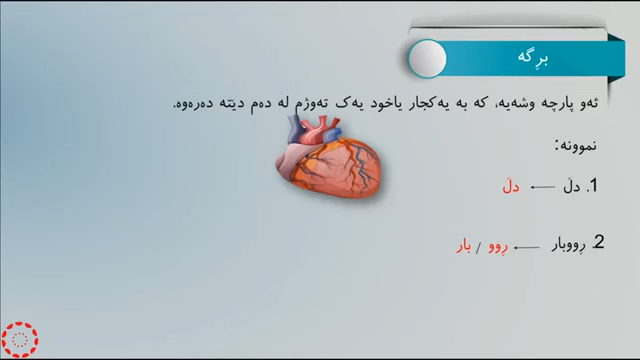 بڕگە
ئەو پارچە وشەیە، کە بە یەکجار یاخود یەک تەوژم لە دەم دێتە دەرەوە.
نموونە:
1. دڵ ← دڵ
2. ڕووبار ← ڕوو / بار